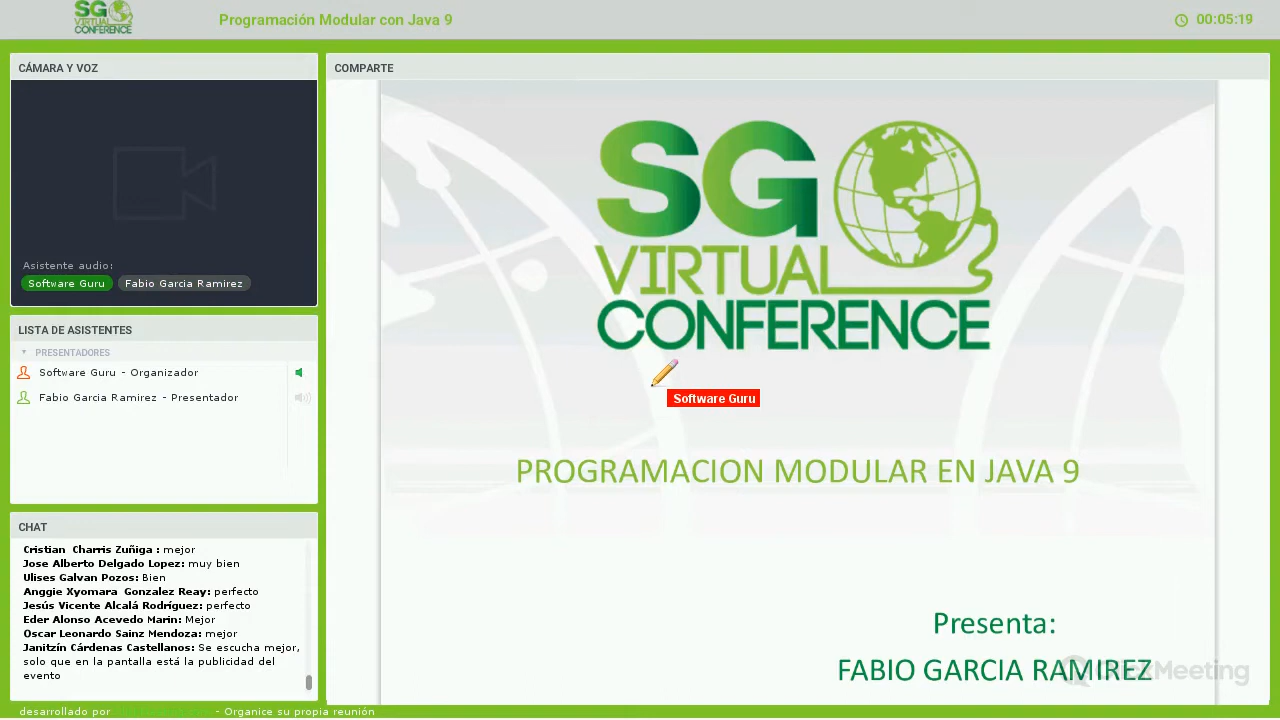 SG
VIRTUAL
CONFERENCE
Programación Modular con Java 9
00:05:19
CÁMARA Y VOZ
Asistente audio:
Software Guru
Fabio Garcia Ramirez
LISTA DE ASISTENTES
PRESENTADORES
Software Guru - Organizador
Fabio Garcia Ramirez - Presentador
CHAT
Cristian Charris Zuñiga : mejor
Jose Alberto Delgado Lopez: muy bien
Ulises Galvan Pozos: Bien
Anggie Xyomara Gonzalez Reay: perfecto
Jesús Vicente Alcalá Rodríguez: perfecto
Eder Alonso Acevedo Marin: Mejor
Oscar Leonardo Sainz Mendoza: mejor
Janitzín Cárdenas Castellanos: Se escucha mejor,
solo que en la pantalla está la publicidad del
evento
desarrollado por
- Organice su propia reunión
COMPARTE
SG
VIRTUAL
CONFERENCE
Software Guru
PROGRAMACION MODULAR EN JAVA 9
Presenta:
FABIO GARCIA RAMIREZ
ClickMeeting